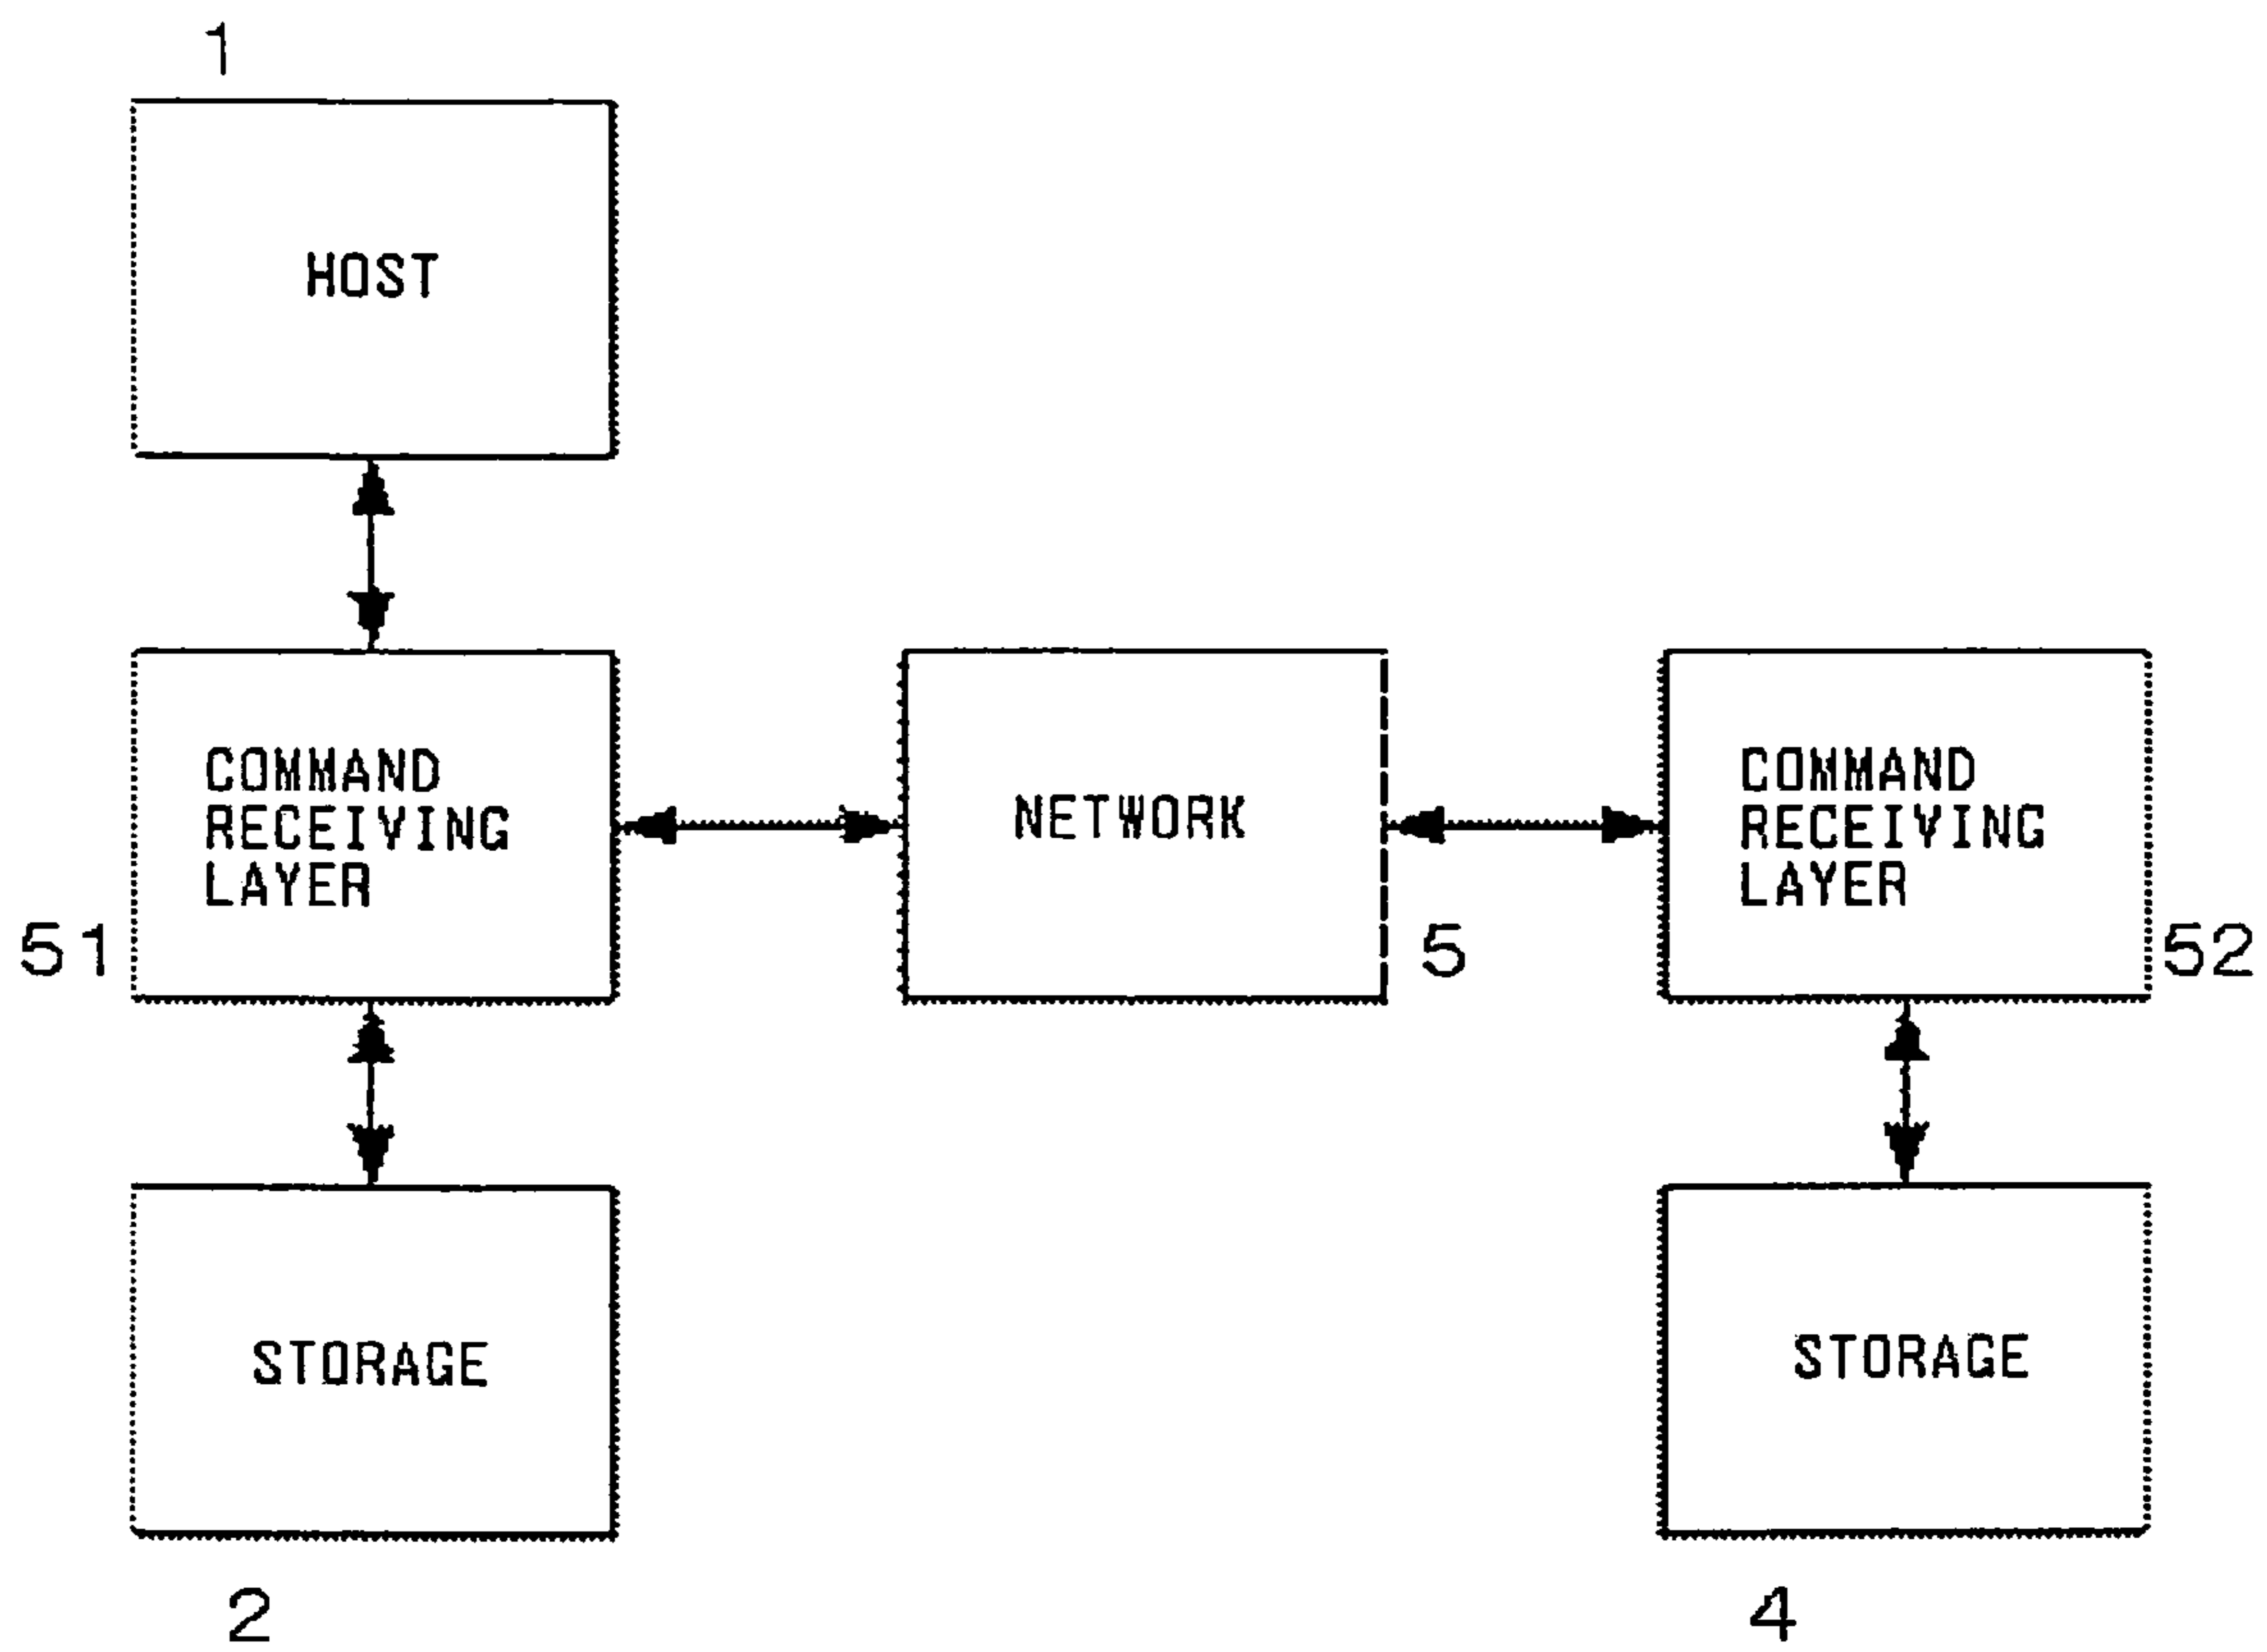 1
HOST
COMMAND
RECEIVING
LAYER
51
NETWORK
5
COMMAND
RECEIVING
LAYER
52
STORAGE
2
STORAGE
4